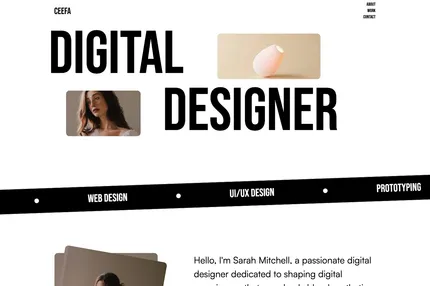 CEEFA
ABOUT
WORK
CONTACT
DIGITAL
DESIGNER
WEB DESIGN
UI/UX DESIGN
PROTOTYPING
Hello, I'm Sarah Mitchell, a passionate digital
designer dedicated to shaping digital